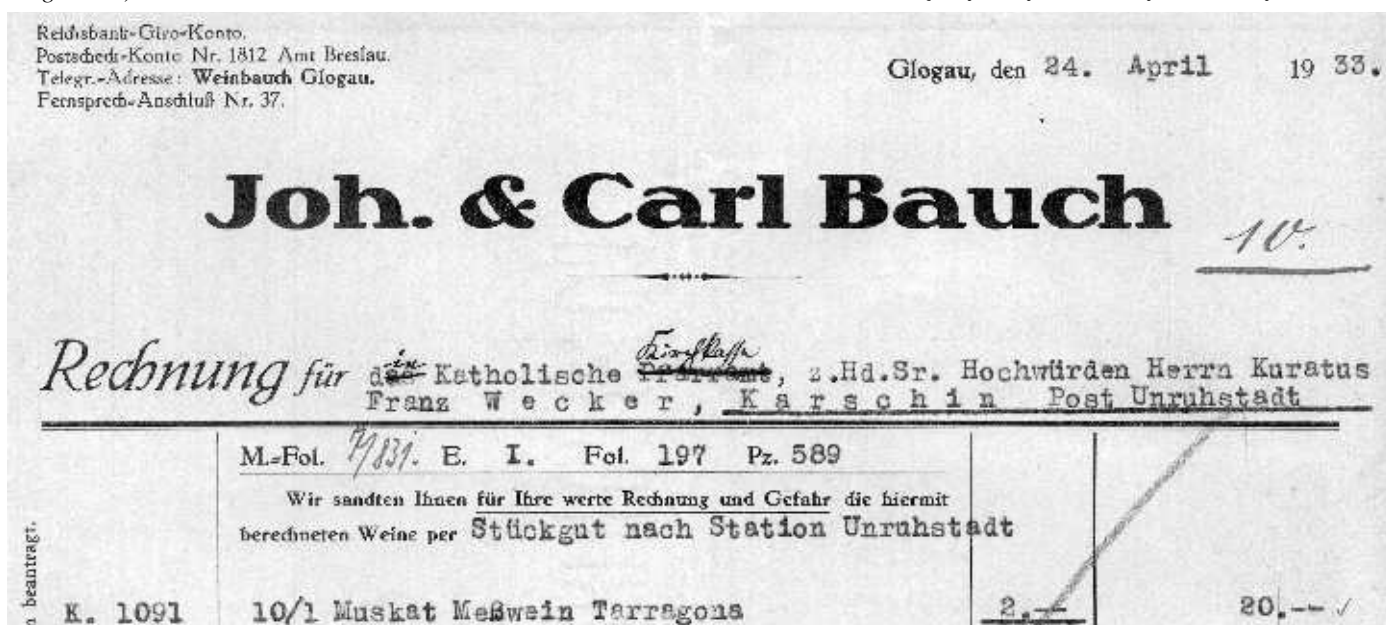 Reichsbank-Giro-Konto.
Postscheck-Konto Nr. 1812 Amt Breslau.
Telegr.-Adresse: Weinbauch Glogau.
Fernsprech-Anschluß Nr. 37.
Glogau, den 24. April 19 33.
Joh. & Carl Bauch
10.
Kirchkasse
Rechnung für die Katholische Pfarramt, z.Hd.Sr. Hochwürden Herrn Kuratus
Franz Wecker, Karschin Post Unruhstadt
M.-Fol. E. I. Fol. 197 Pz. 589
Wir sandten Ihnen für Ihre werte Rechnung und Gefahr die hiermit
berechneten Weine per Stückgut nach Station Unruhstadt
beantragt.
K. 1091 10/1 Muskat Meßwein Tarragona 2.-- 20.--